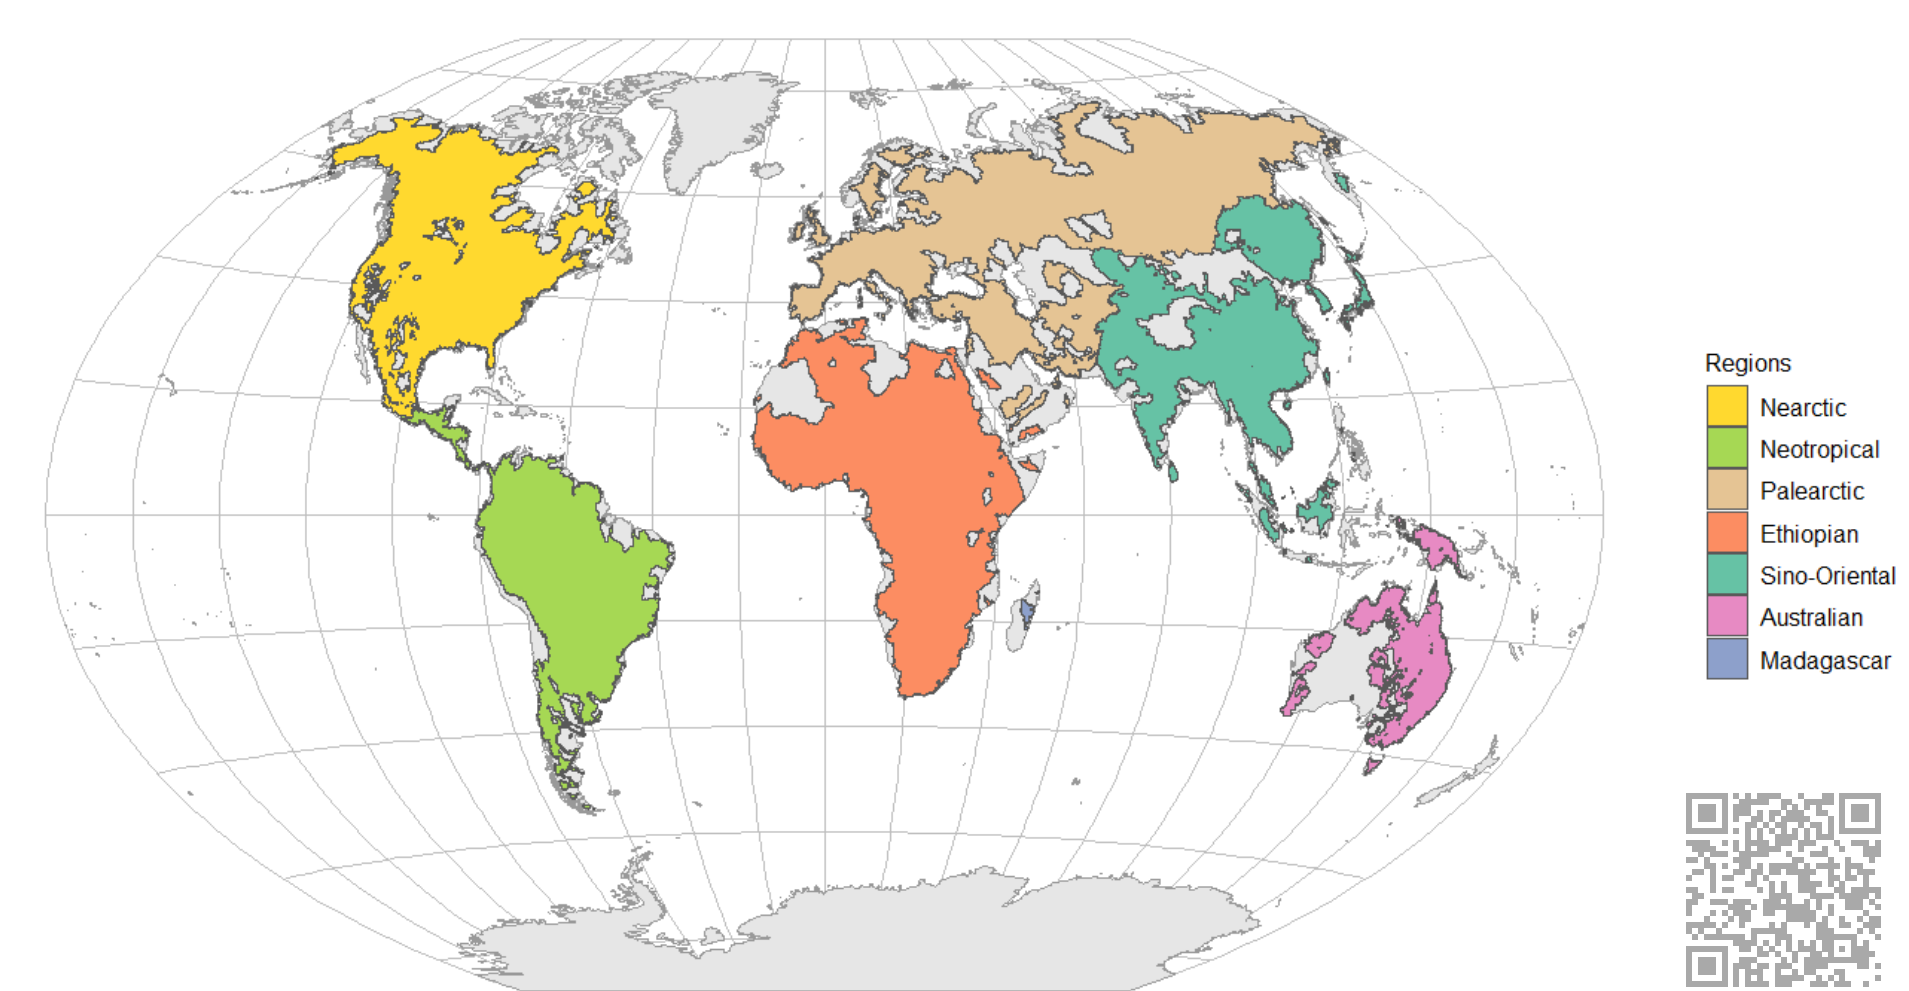 Regions
Nearctic
Neotropical
Palearctic
Ethiopian
Sino-Oriental
Australian
Madagascar